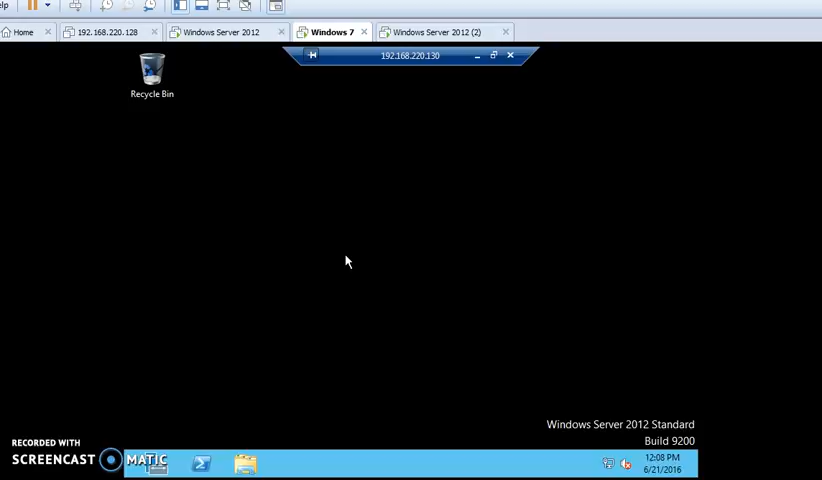 elp
Home
192.168.220.128
Windows Server 2012
Windows 7
Windows Server 2012 (2)
192.168.220.130
Recycle Bin
Windows Server 2012 Standard
Build 9200
RECORDED WITH
SCREENCAST MATIC
12:08 PM
6/21/2016